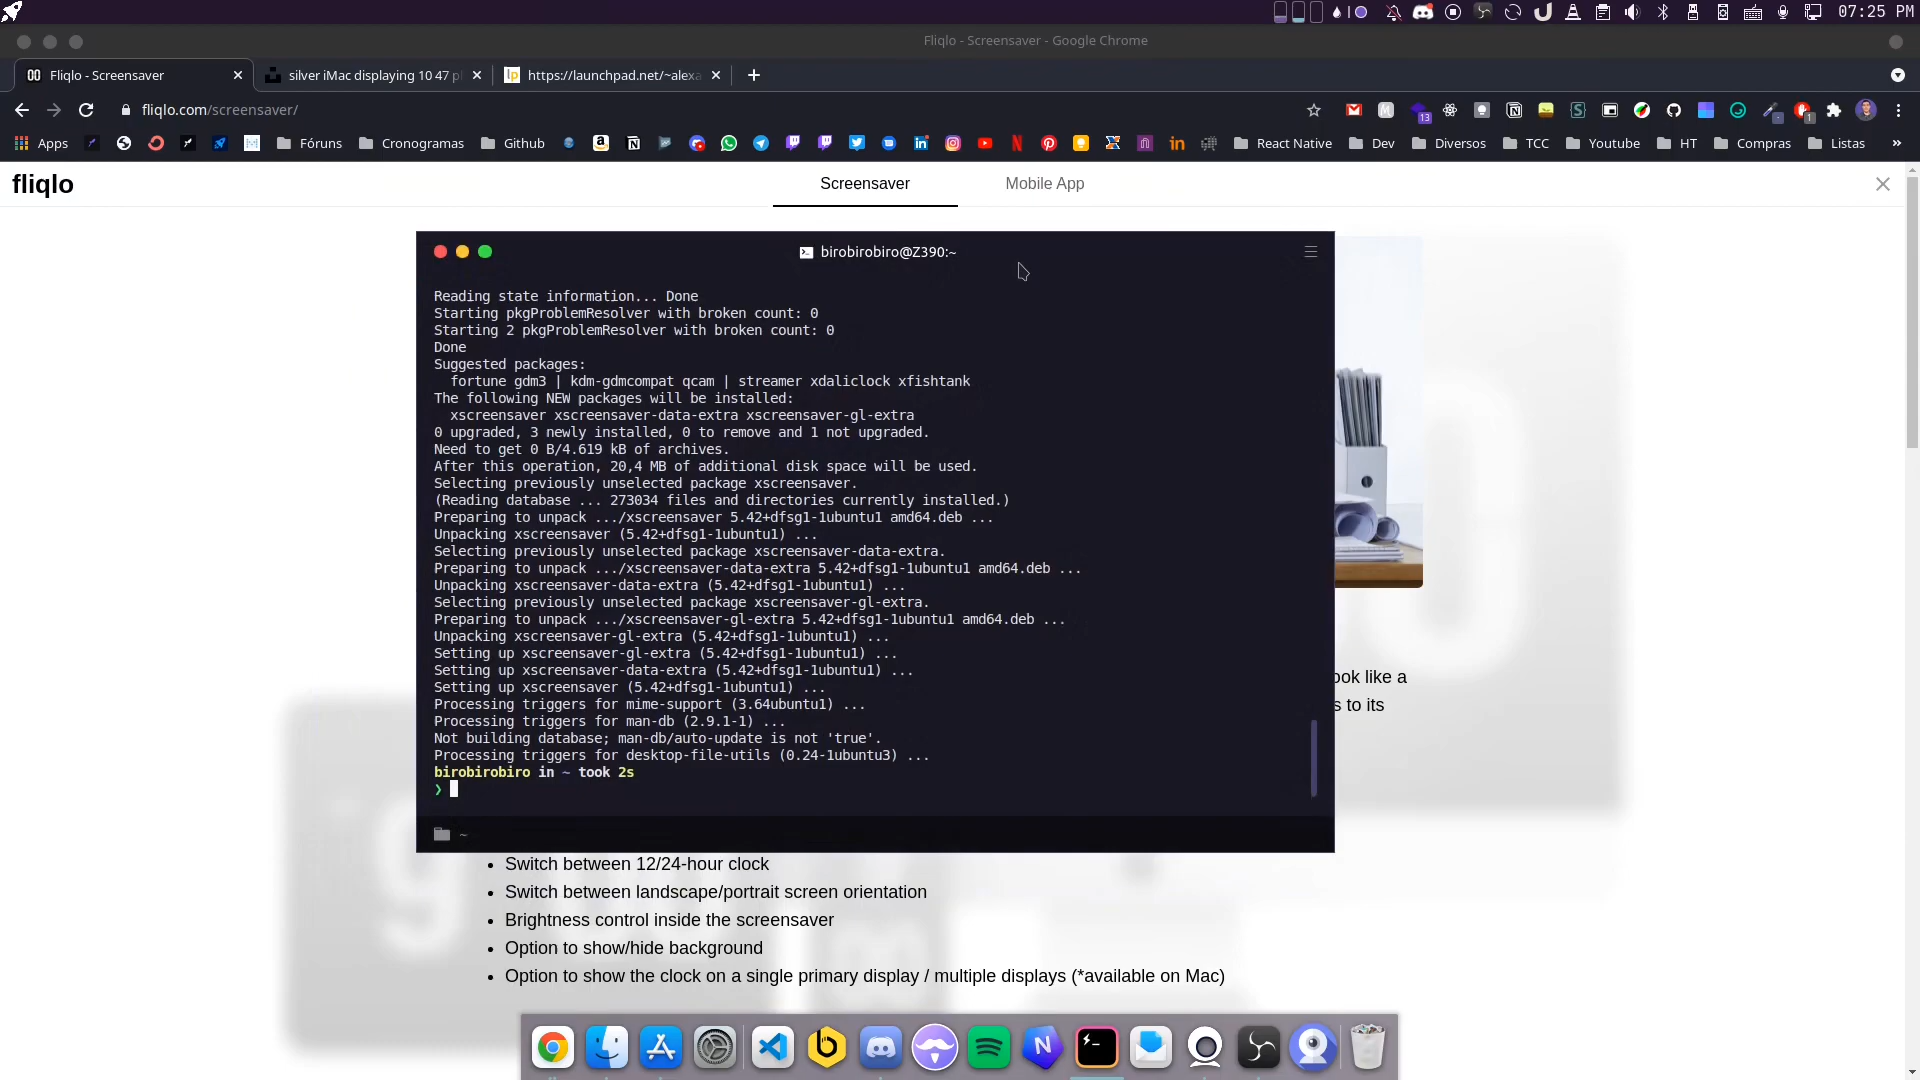 07:25 PM
Fliqlo - Screensaver - Google Chrome
Fliqlo - Screensaver
silver iMac displaying 10 47 p
lp
https://launchpad.net/~alexa
fliqlo.com/screensaver/
13
1
Apps
Fóruns
Cronogramas
Github
React Native
Dev
Diversos
TCC
Youtube
HT
Compras
Listas
»
fliqlo
Screensaver
Mobile App
birobirobiro@Z390:~
Reading state information... Done
Starting pkgProblemResolver with broken count: 0
Starting 2 pkgProblemResolver with broken count: 0
Done
Suggested packages:
fortune gdm3 | kdm-gdmcompat qcam | streamer xdaliclock xfishtank
The following NEW packages will be installed:
xscreensaver xscreensaver-data-extra xscreensaver-gl-extra
0 upgraded, 3 newly installed, 0 to remove and 1 not upgraded.
Need to get 0 B/4.619 kB of archives.
After this operation, 20,4 MB of additional disk space will be used.
Selecting previously unselected package xscreensaver.
(Reading database ... 273034 files and directories currently installed.)
Preparing to unpack .../xscreensaver 5.42+dfsg1-1ubuntu1 amd64.deb ...
Unpacking xscreensaver (5.42+dfsg1-1ubuntu1) ...
Selecting previously unselected package xscreensaver-data-extra.
Preparing to unpack .../xscreensaver-data-extra 5.42+dfsg1-1ubuntu1 amd64.deb ...
Unpacking xscreensaver-data-extra (5.42+dfsg1-1ubuntu1) ...
Selecting previously unselected package xscreensaver-gl-extra.
Preparing to unpack .../xscreensaver-gl-extra 5.42+dfsg1-1ubuntu1 amd64.deb ...
Unpacking xscreensaver-gl-extra (5.42+dfsg1-1ubuntu1) ...
Setting up xscreensaver-gl-extra (5.42+dfsg1-1ubuntu1) ...
Setting up xscreensaver-data-extra (5.42+dfsg1-1ubuntu1) ...
Setting up xscreensaver (5.42+dfsg1-1ubuntu1) ...
Processing triggers for mime-support (3.64ubuntu1) ...
Processing triggers for man-db (2.9.1-1) ...
Not building database; man-db/auto-update is not 'true'.
Processing triggers for desktop-file-utils (0.24-1ubuntu3) ...
birobirobiro in ~ took 2s
❯
~
ook like a
s to its
• Switch between 12/24-hour clock
• Switch between landscape/portrait screen orientation
• Brightness control inside the screensaver
• Option to show/hide background
• Option to show the clock on a single primary display / multiple displays (*available on Mac)